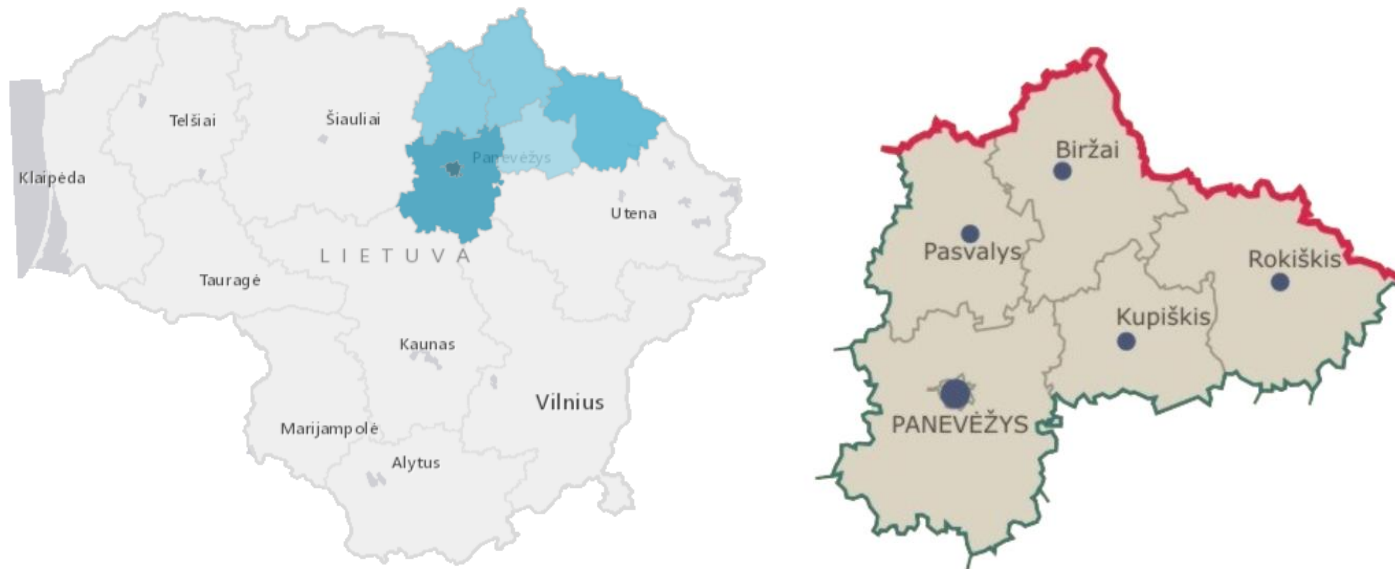 Telšiai
Šiauliai
Panevėžys
Klaipėda
Utena
LIETUVA
Tauragė
Kaunas
Vilnius
Marijampolė
Alytus
Biržai
Pasvalys
Rokiškis
Kupiškis
PANEVĖŽYS